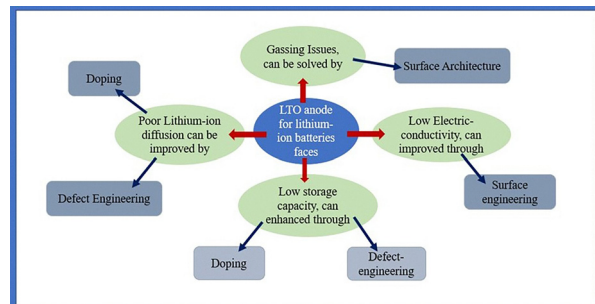 Gassing Issues,
can be solved by
Surface Architecture
Doping
Poor Lithium-ion
diffusion can be
improved by
LTO anode
for lithium-
ion batteries
faces
Low Electric-
conductivity, can
improved through
Defect Engineering
Low storage
capacity, can
enhanced through
Surface
engineering
Doping
Defect-
engineering